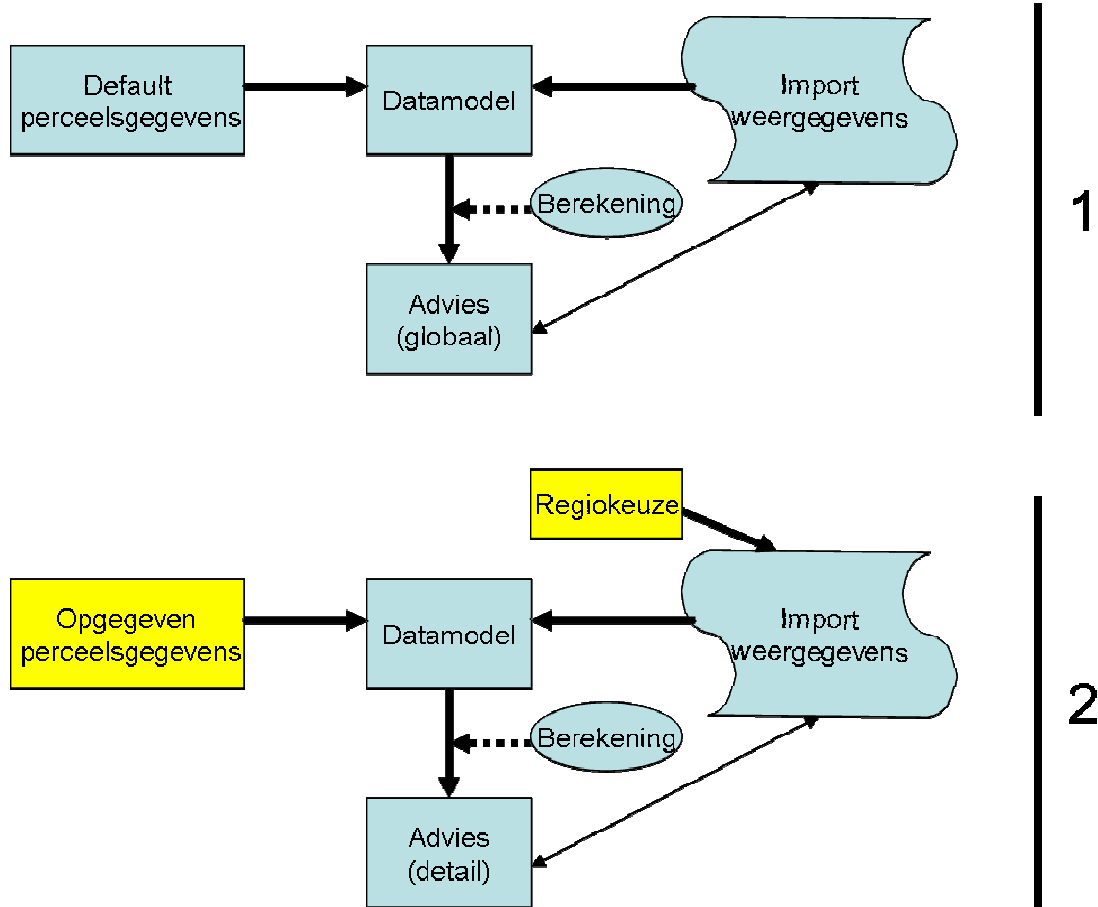 Default
perceelsgegevens
Datamodel
Import
weergegevens
Berekening
Advies
(globaal)
1
Regiokeuze
Opgegeven
perceelsgegevens
Datamodel
Import
weergegevens
Berekening
Advies
(detail)
2